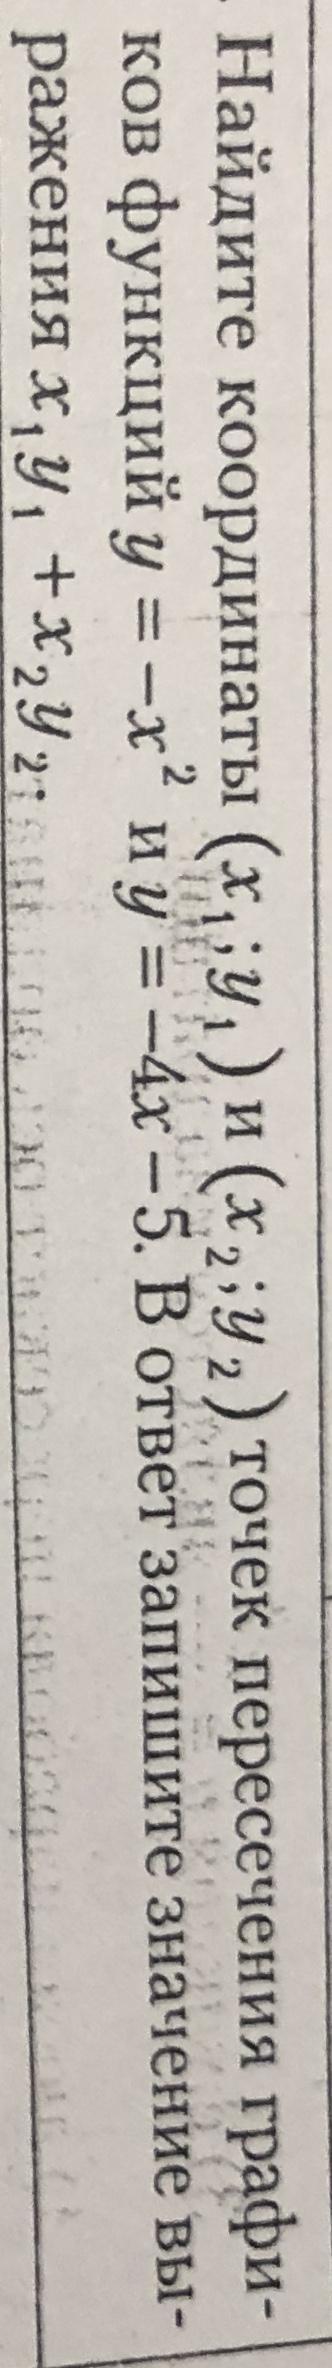 . Найдите координаты (x₁;y₁) и (x₂;y₂) точек пересечения графи-
ков функций y = –x² и y = –4x – 5. В ответ запишите значение вы-
ражения x₁y₁ + x₂y₂.